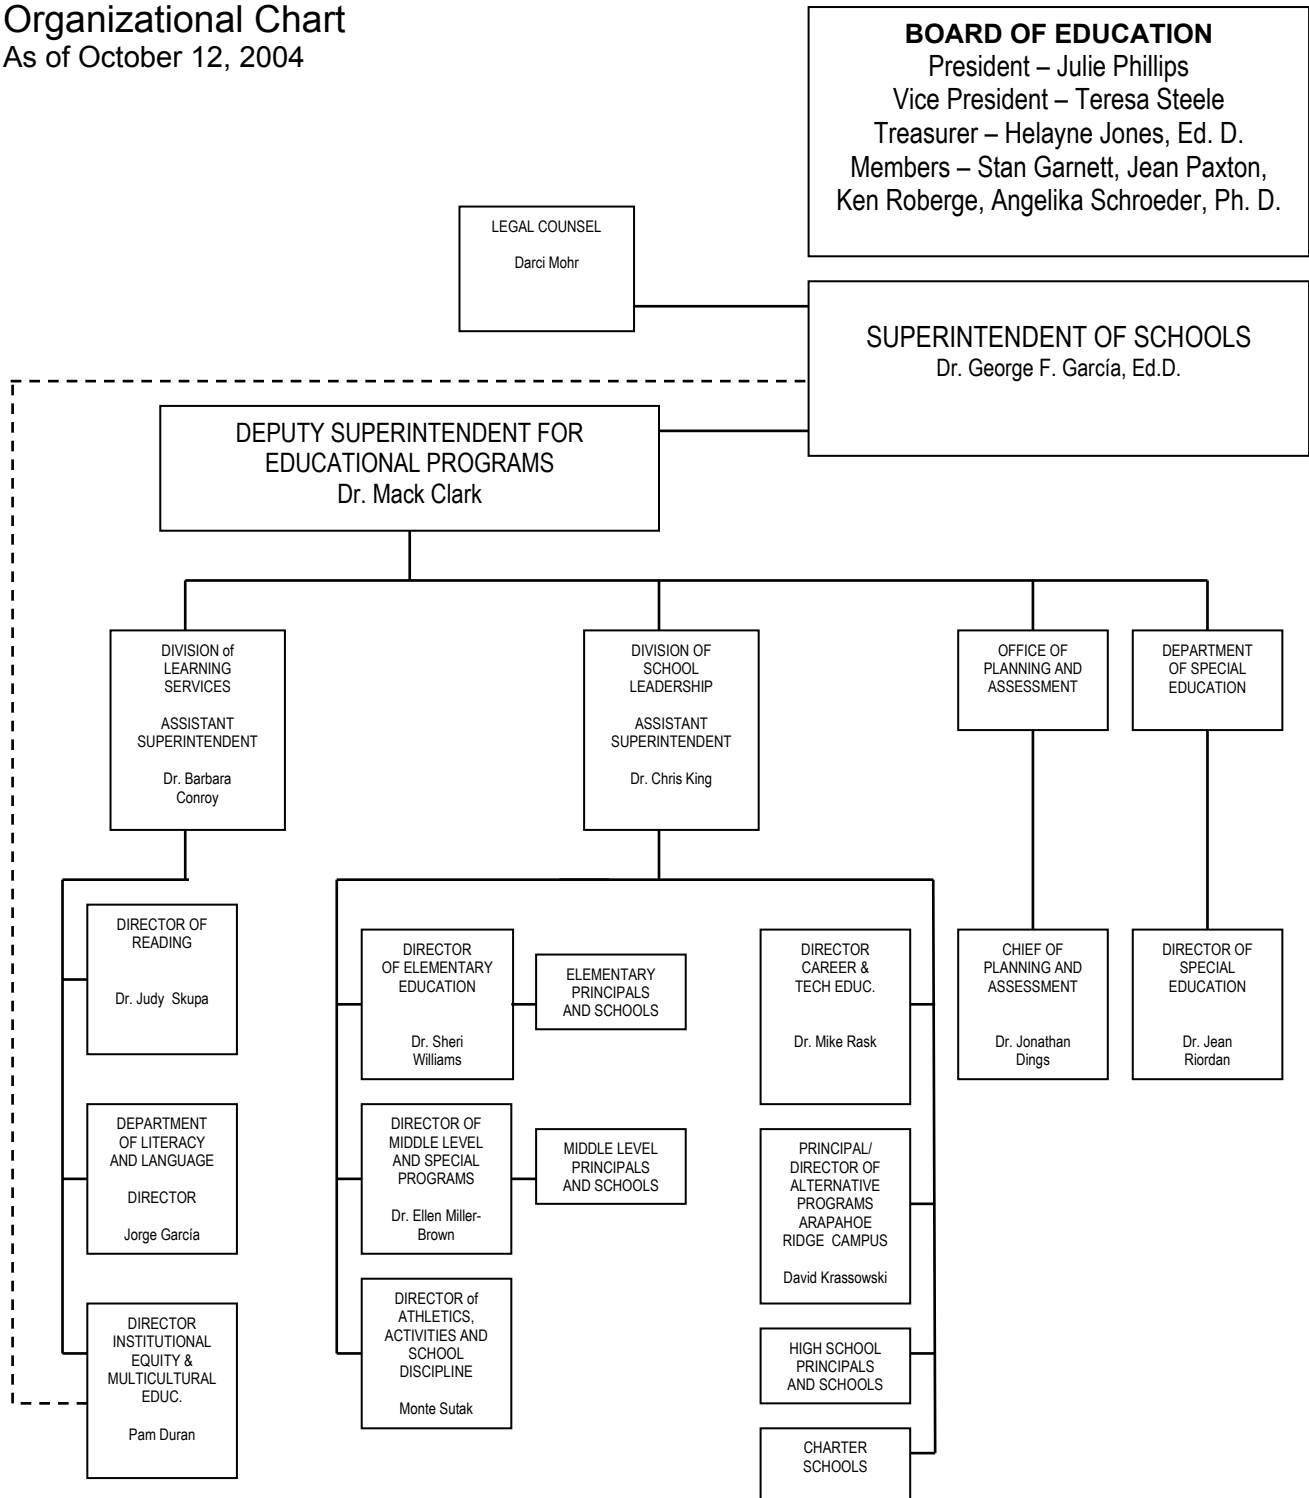 Organizational Chart
As of October 12, 2004
BOARD OF EDUCATION
President – Julie Phillips
Vice President – Teresa Steele
Treasurer – Helayne Jones, Ed. D.
Members – Stan Garnett, Jean Paxton,
Ken Roberge, Angelika Schroeder, Ph. D.
LEGAL COUNSEL
Darci Mohr
SUPERINTENDENT OF SCHOOLS
Dr. George F. García, Ed.D.
DEPUTY SUPERINTENDENT FOR
EDUCATIONAL PROGRAMS
Dr. Mack Clark
DIVISION of
LEARNING
SERVICES
ASSISTANT
SUPERINTENDENT
Dr. Barbara
Conroy
DIVISION OF
SCHOOL
LEADERSHIP
ASSISTANT
SUPERINTENDENT
Dr. Chris King
OFFICE OF
PLANNING AND
ASSESSMENT
DEPARTMENT
OF SPECIAL
EDUCATION
DIRECTOR OF
READING
Dr. Judy Skupa
DIRECTOR
OF ELEMENTARY
EDUCATION
Dr. Sheri
Williams
ELEMENTARY
PRINCIPALS
AND SCHOOLS
DIRECTOR
CAREER &
TECH EDUC.
Dr. Mike Rask
CHIEF OF
PLANNING AND
ASSESSMENT
Dr. Jonathan
Dings
DIRECTOR OF
SPECIAL
EDUCATION
Dr. Jean
Riordan
DEPARTMENT
OF LITERACY
AND LANGUAGE
DIRECTOR
Jorge García
DIRECTOR OF
MIDDLE LEVEL
AND SPECIAL
PROGRAMS
Dr. Ellen Miller-
Brown
MIDDLE LEVEL
PRINCIPALS
AND SCHOOLS
PRINCIPAL/
DIRECTOR OF
ALTERNATIVE
PROGRAMS
ARAPAHOE
RIDGE CAMPUS
David Krassowski
DIRECTOR
INSTITUTIONAL
EQUITY &
MULTICULTURAL
EDUC.
Pam Duran
DIRECTOR of
ATHLETICS,
ACTIVITIES AND
SCHOOL
DISCIPLINE
Monte Sutak
HIGH SCHOOL
PRINCIPALS
AND SCHOOLS
CHARTER
SCHOOLS